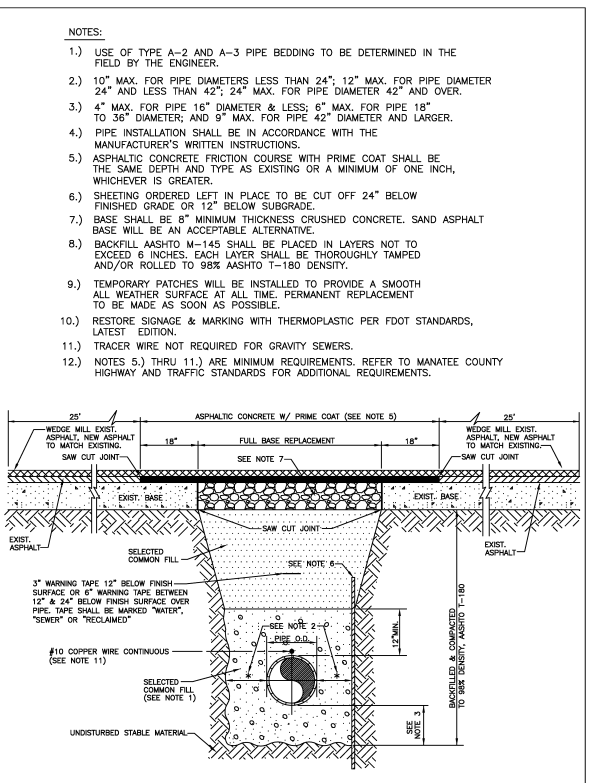 NOTES:
1.) USE OF TYPE A-2 AND A-3 PIPE BEDDING TO BE DETERMINED IN THE
FIELD BY THE ENGINEER.
2.) 10" MAX. FOR PIPE DIAMETERS LESS THAN 24"; 12" MAX. FOR PIPE DIAMETER
24" AND LESS THAN 42"; 24" MAX. FOR PIPE DIAMETER 42" AND OVER.
3.) 4" MAX. FOR PIPE 16" DIAMETER & LESS; 6" MAX. FOR PIPE 18"
TO 36" DIAMETER; AND 9" MAX. FOR PIPE 42" DIAMETER AND LARGER.
4.) PIPE INSTALLATION SHALL BE IN ACCORDANCE WITH THE
MANUFACTURER'S WRITTEN INSTRUCTIONS.
5.) ASPHALTIC CONCRETE FRICTION COURSE WITH PRIME COAT SHALL BE
THE SAME DEPTH AND TYPE AS EXISTING OR A MINIMUM OF ONE INCH,
WHICHEVER IS GREATER.
6.) SHEETING ORDERED LEFT IN PLACE TO BE CUT OFF 24" BELOW
FINISHED GRADE OR 12" BELOW SUBGRADE.
7.) BASE SHALL BE 8" MINIMUM THICKNESS CRUSHED CONCRETE. SAND ASPHALT
BASE WILL BE AN ACCEPTABLE ALTERNATIVE.
8.) BACKFILL AASHTO M-145 SHALL BE PLACED IN LAYERS NOT TO
EXCEED 6 INCHES. EACH LAYER SHALL BE THOROUGHLY TAMPED
AND/OR ROLLED TO 98% AASHTO T-180 DENSITY.
9.) TEMPORARY PATCHES WILL BE INSTALLED TO PROVIDE A SMOOTH
ALL WEATHER SURFACE AT ALL TIME. PERMANENT REPLACEMENT
TO BE MADE AS SOON AS POSSIBLE.
10.) RESTORE SIGNAGE & MARKING WITH THERMOPLASTIC PER FDOT STANDARDS,
LATEST EDITION.
11.) TRACER WIRE NOT REQUIRED FOR GRAVITY SEWERS.
12.) NOTES 5.) THRU 11.) ARE MINIMUM REQUIREMENTS. REFER TO MANATEE COUNTY
HIGHWAY AND TRAFFIC STANDARDS FOR ADDITIONAL REQUIREMENTS.
25'
ASPHALTIC CONCRETE W/ PRIME COAT (SEE NOTE 5)
25'
WEDGE MILL EXIST.
ASPHALT, NEW ASPHALT
TO MATCH EXISTING.
18"
FULL BASE REPLACEMENT
18"
WEDGE MILL EXIST.
ASPHALT, NEW ASPHALT
TO MATCH EXISTING.
SAW CUT JOINT
SEE NOTE 7
SAW CUT JOINT
EXIST. BASE
EXIST. BASE
SAW CUT JOINT
EXIST.
ASPHALT
EXIST.
ASPHALT
SELECTED
COMMON FILL
SEE NOTE 6
3" WARNING TAPE 12" BELOW FINISH
SURFACE OR 6" WARNING TAPE BETWEEN
12" & 24" BELOW FINISH SURFACE OVER
PIPE. TAPE SHALL BE MARKED "WATER",
"SEWER" OR "RECLAIMED"
SEE NOTE 2
PIPE O.D.
12"MIN.
#10 COPPER WIRE CONTINUOUS
(SEE NOTE 11)
* *
SELECTED
COMMON FILL
(SEE NOTE 1)
SEE
NOTE 3
BACKFILLED & COMPACTED
TO 98% DENSITY, AASHTO T-180
UNDISTURBED STABLE MATERIAL